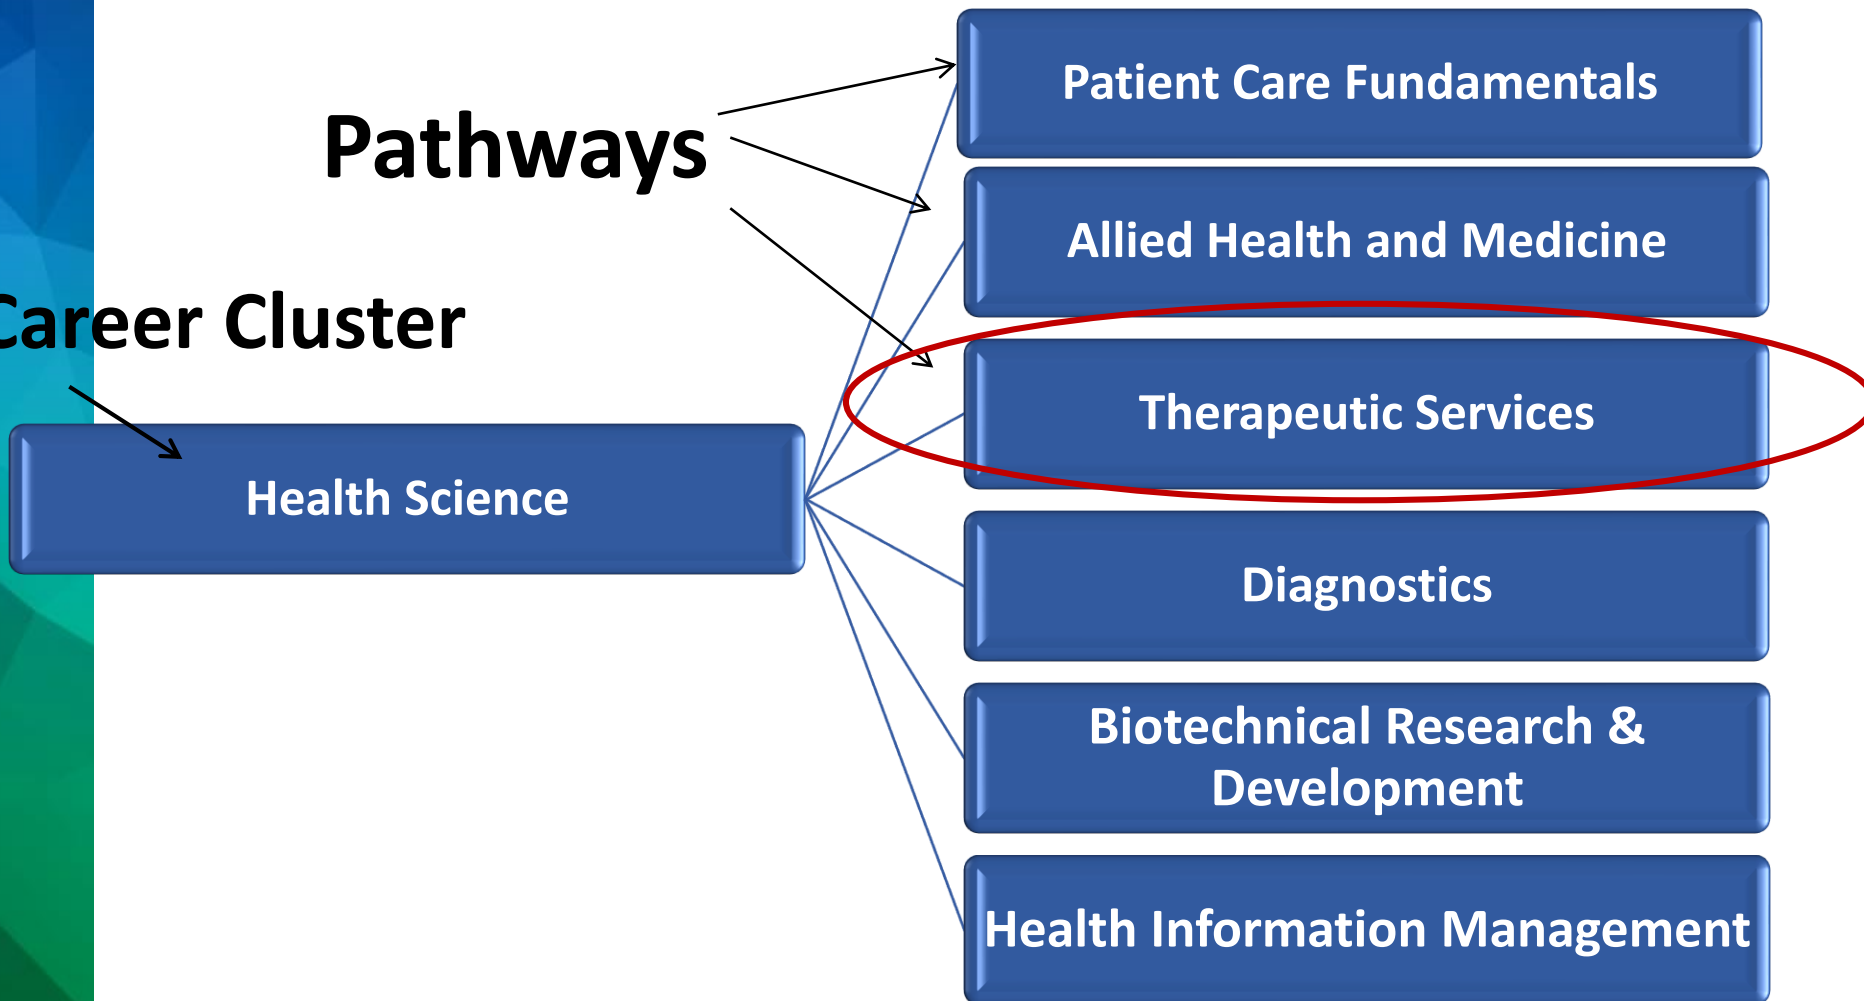 Pathways
Career Cluster
Health Science
Patient Care Fundamentals
Allied Health and Medicine
Therapeutic Services
Diagnostics
Biotechnical Research &
Development
Health Information Management